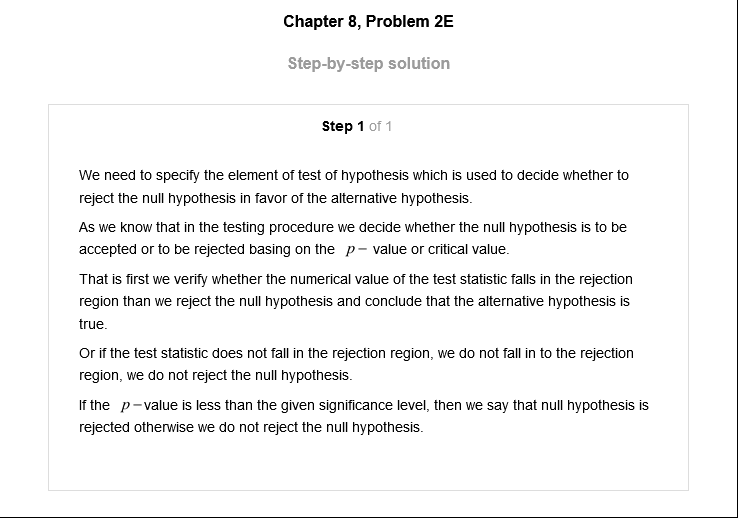 Chapter 8, Problem 2E
Step-by-step solution
Step 1 of 1
We need to specify the element of test of hypothesis which is used to decide whether to
reject the null hypothesis in favor of the alternative hypothesis.
As we know that in the testing procedure we decide whether the null hypothesis is to be
accepted or to be rejected basing on the p− value or critical value.
That is first we verify whether the numerical value of the test statistic falls in the rejection
region than we reject the null hypothesis and conclude that the alternative hypothesis is
true.
Or if the test statistic does not fall in the rejection region, we do not fall in to the rejection
region, we do not reject the null hypothesis.
If the p−value is less than the given significance level, then we say that null hypothesis is
rejected otherwise we do not reject the null hypothesis.